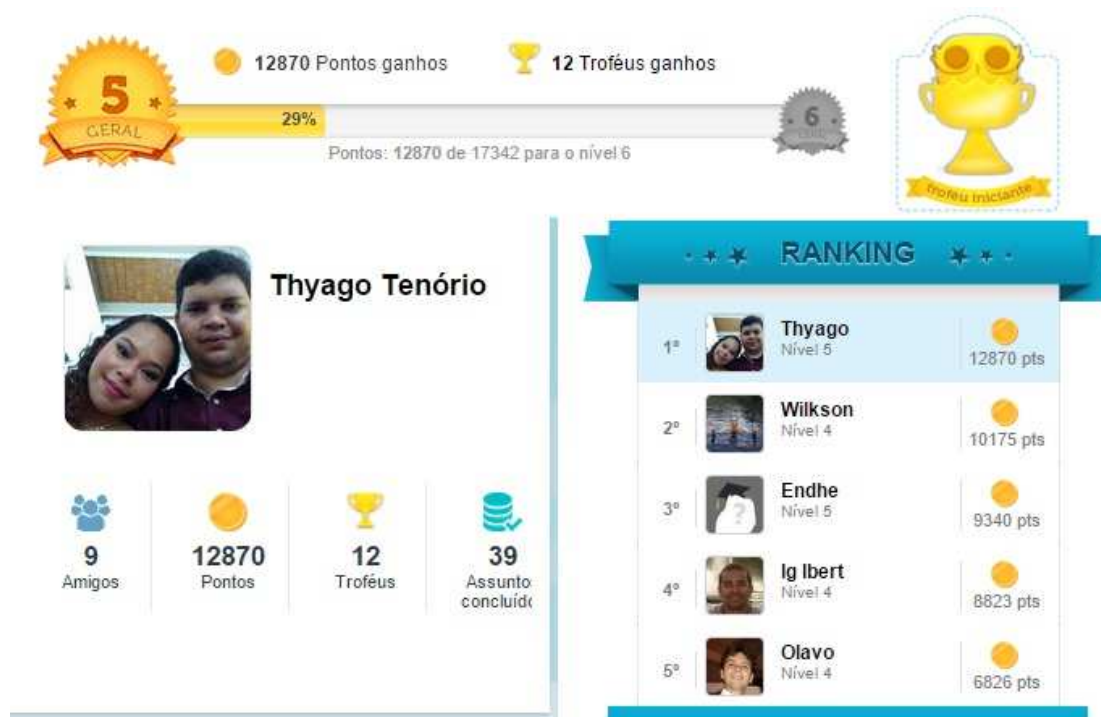 12870 Pontos ganhos
12 Troféus ganhos
5
GERAL
29%
6
Pontos: 12870 de 17342 para o nível 6
troféu iniciante
Thyago Tenório
9
Amigos
12870
Pontos
12
Troféus
39
Assunto
concluíd
RANKING
1º
Thyago
Nível 5
12870 pts
2º
Wilkson
Nível 4
10175 pts
3º
?
Endhe
Nível 5
9340 pts
4º
Ig Ibert
Nível 4
8823 pts
5º
Olavo
Nível 4
6826 pts